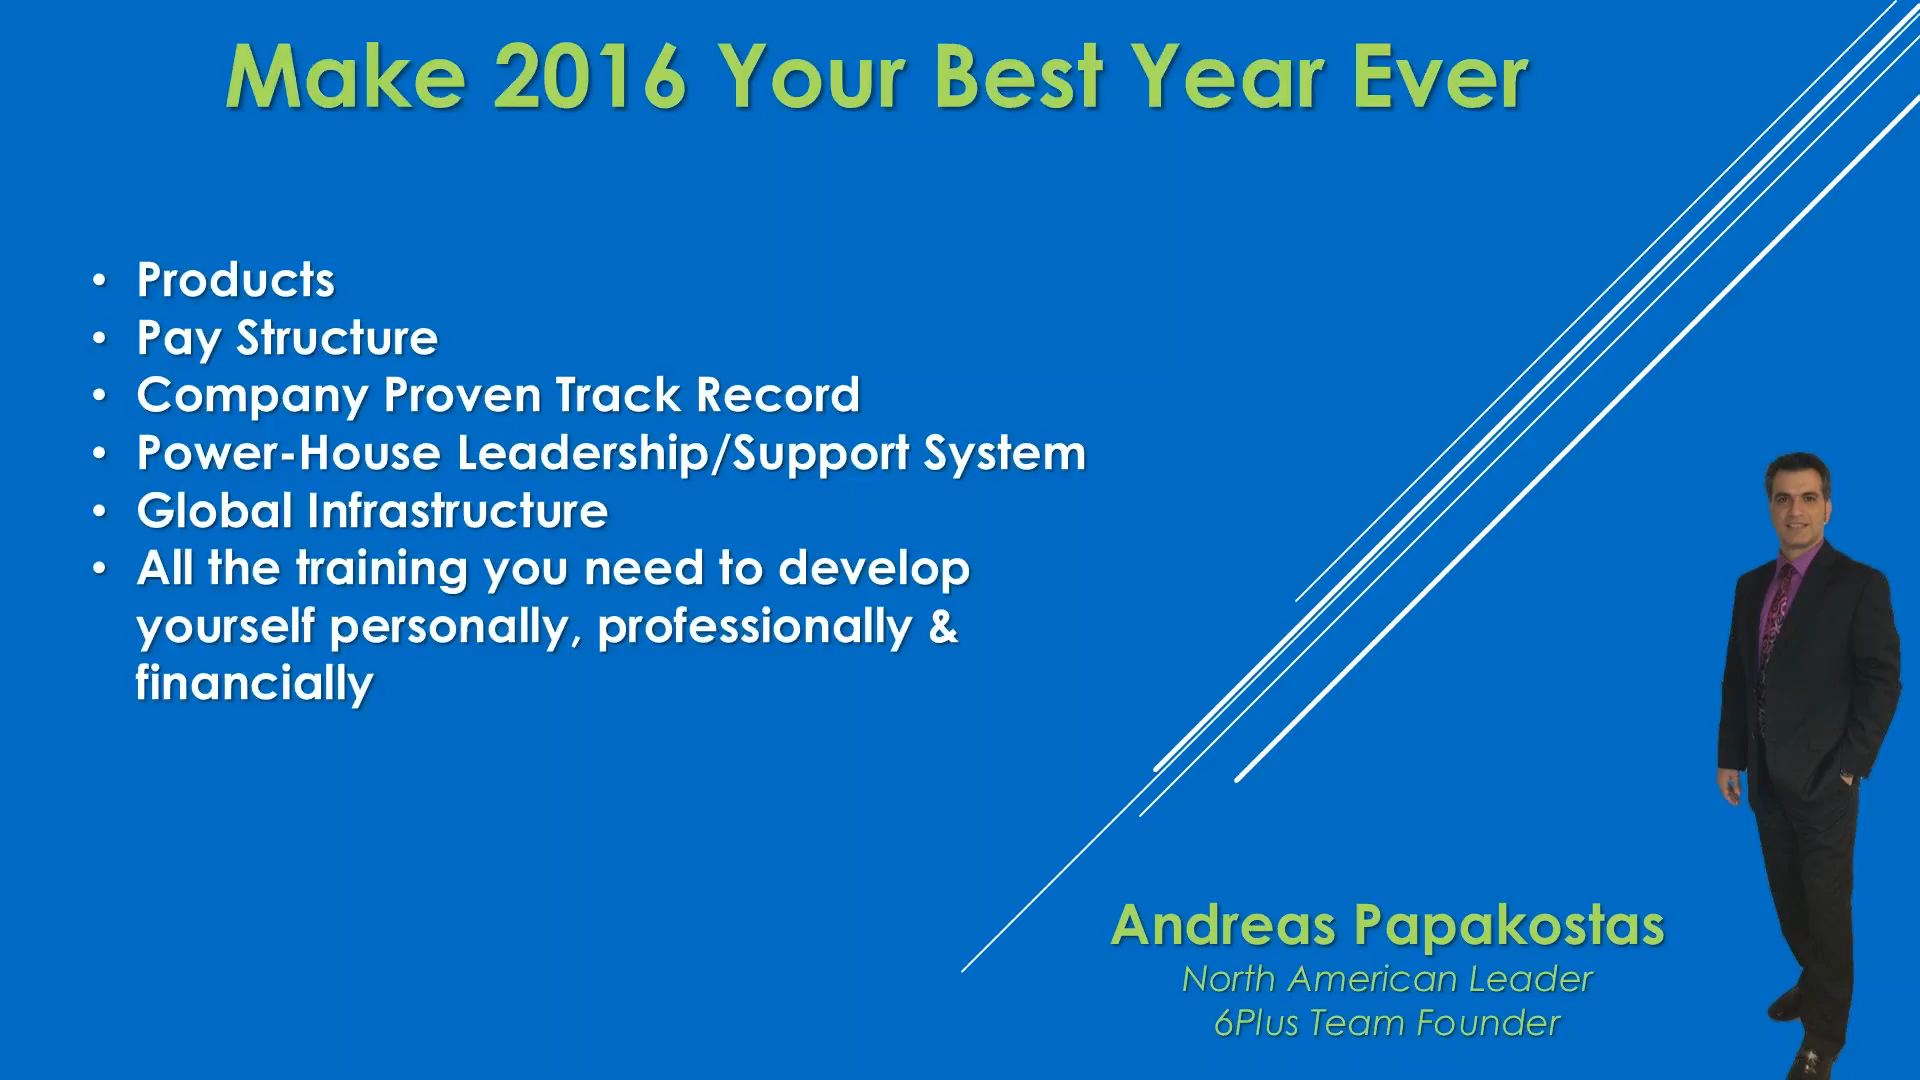 Make 2016 Your Best Year Ever
• Products
• Pay Structure
• Company Proven Track Record
• Power-House Leadership/Support System
• Global Infrastructure
• All the training you need to develop
yourself personally, professionally &
financially
Andreas Papakostas
North American Leader
6Plus Team Founder